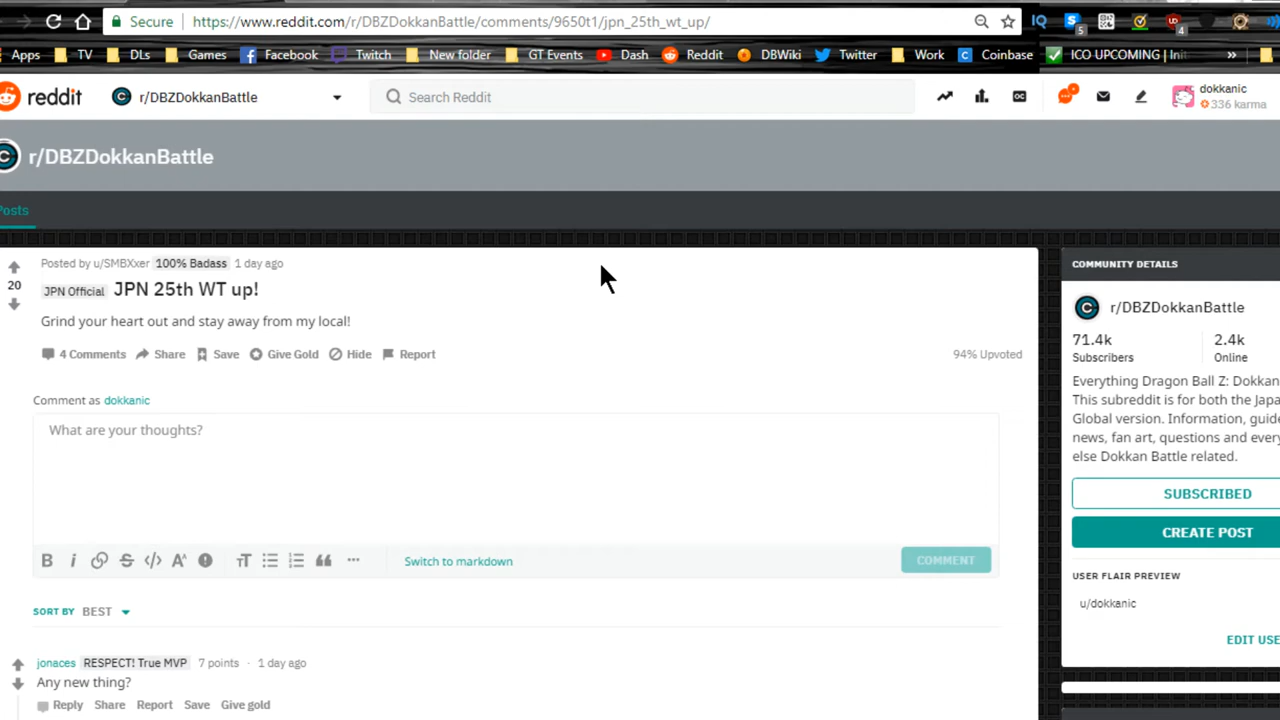 Secure https://www.reddit.com/r/DBZDokkanBattle/comments/9650t1/jpn_25th_wt_up/
Apps TV DLs Games Facebook Twitch New folder GT Events Dash Reddit DBWiki Twitter Work Coinbase ICO UPCOMING | »
reddit r/DBZDokkanBattle Search Reddit dokkanic
336 karma
r/DBZDokkanBattle
Posts
Posted by u/SMBXxer 100% Badass 1 day ago
20
JPN Official JPN 25th WT up!
Grind your heart out and stay away from my local!
4 Comments Share Save Give Gold Hide Report 94% Upvoted
Comment as dokkanic
What are your thoughts?
Switch to markdown COMMENT
SORT BY BEST
jonaces RESPECT! True MVP 7 points · 1 day ago
Any new thing?
Reply Share Report Save Give gold
COMMUNITY DETAILS
r/DBZDokkanBattle
71.4k 2.4k
Subscribers Online
Everything Dragon Ball Z: Dokkan
This subreddit is for both the Japa
Global version. Information, guide
news, fan art, questions and every
else Dokkan Battle related.
SUBSCRIBED
CREATE POST
USER FLAIR PREVIEW
u/dokkanic
EDIT USE